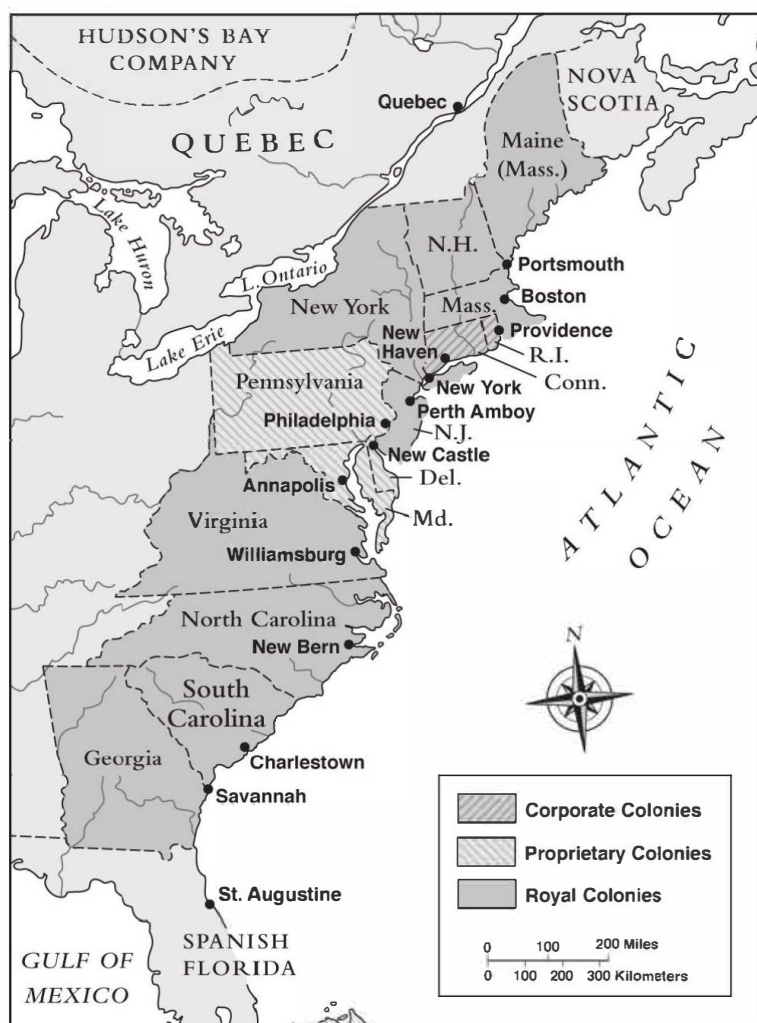 HUDSON'S BAY
COMPANY
NOVA
SCOTIA
Quebec
QUEBEC
Maine
(Mass.)
Lake Huron
N.H.
L.Ontario
Portsmouth
New York
Mass.
Boston
Lake Erie
New
Haven
Providence
R.I.
Conn.
Pennsylvania
New York
Perth Amboy
Philadelphia
N.J.
New Castle
Annapolis
Del.
Md.
Virginia
Williamsburg
ATLANTIC
OCEAN
North Carolina
New Bern
N
South
Carolina
Georgia
Charlestown
Savannah
St. Augustine
SPANISH
FLORIDA
GULF OF
MEXICO
Corporate Colonies
Proprietary Colonies
Royal Colonies
0 100 200 Miles
0 100 200 300 Kilometers